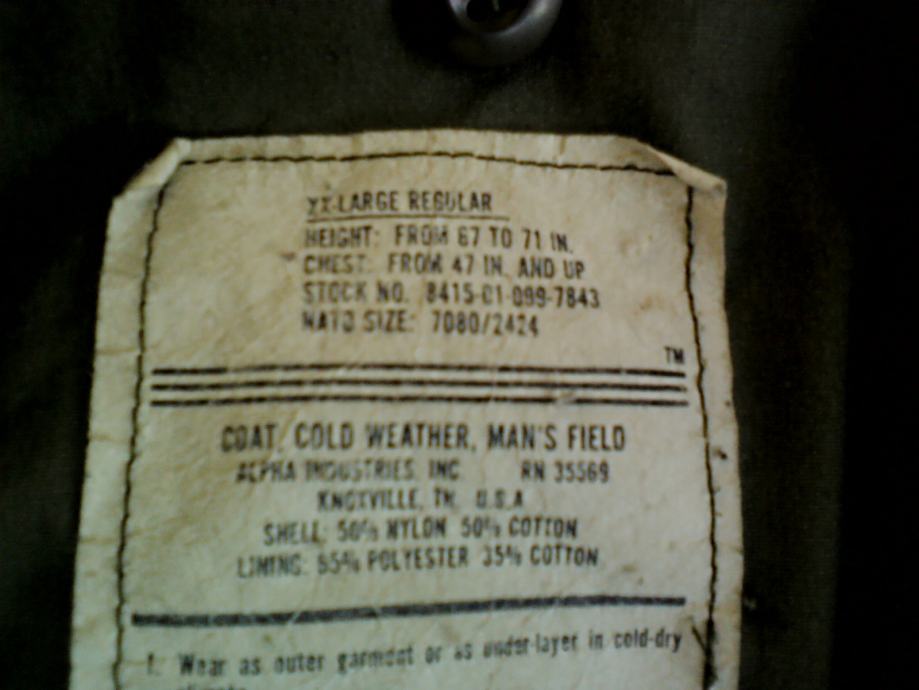 XX-LARGE REGULAR
HEIGHT: FROM 67 TO 71 IN.
CHEST: FROM 47 IN. AND UP
STOCK NO. 8415-01-099-7843
NATO SIZE: 7080/2424
TM
COAT, COLD WEATHER, MAN'S FIELD
ALPHA INDUSTRIES, INC. RN 35569
KNOXVILLE, TN. U.S.A
SHELL: 50% NYLON 50% COTTON
LINING: 65% POLYESTER 35% COTTON
1. Wear as outer garment or as under-layer in cold-dry